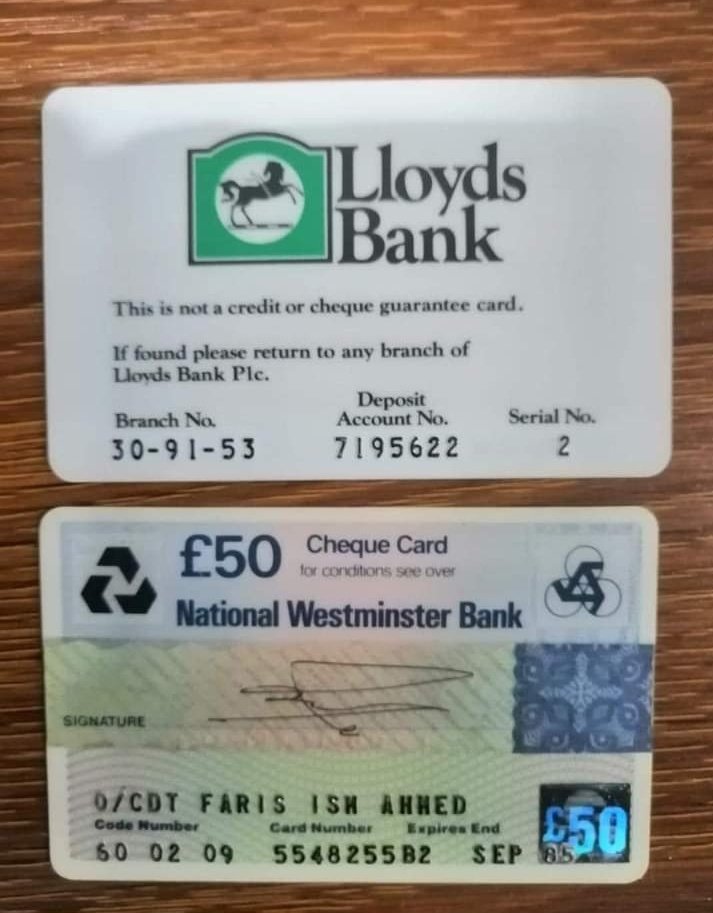 Lloyds
Bank
This is not a credit or cheque guarantee card.
If found please return to any branch of
Lloyds Bank Plc.
Branch No. Deposit Account No. Serial No.
30-91-53 7195622 2
£50 Cheque Card
for conditions see over
National Westminster Bank
SIGNATURE
O/CDT FARIS ISM AHMED
Code Number Card Number Expires End
60 02 09 5548255B2 SEP 85
£50